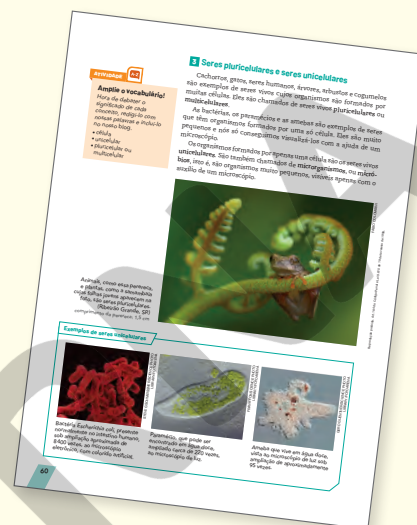 3 Seres pluricelulares e seres unicelulares
Cachorros, gatos, seres humanos, árvores, arbustos e cogumelos
são exemplos de seres vivos cujos organismos são formados por
muitas células. Eles são chamados de seres vivos pluricelulares ou
multicelulares.
As bactérias, os paramécios e as amebas são exemplos de seres
que têm organismos formados por uma só célula. Eles são muito
pequenos e nós só conseguimos visualizá-los com a ajuda de um
microscópio.
Os organismos formados por apenas uma célula são os seres vivos
unicelulares. São também chamados de microrganismos, ou micró-
bios, isto é, são organismos muito pequenos, visíveis apenas com o
auxílio de um microscópio.
ATIVIDADE
Amplie o vocabulário!
Hora de debater o
significado de cada
conceito, redigi-lo com
nossas palavras e incluí-lo
no nosso blog.
• célula
• unicelular
• pluricelular ou
multicelular
Animais, como essa perereca,
e plantas, como a samambaia
cujas folhas jovens aparecem na
foto, são seres pluricelulares.
(Ribeirão Grande, SP)
comprimento da perereca: 1,5 cm
Exemplos de seres unicelulares
Bactéria Escherichia coli, presente
normalmente no intestino humano,
sob ampliação aproximada de
8400 vezes, ao microscópio
eletrônico, com colorido artificial.
Paramécio, que pode ser
encontrado em água doce,
ampliado cerca de 220 vezes,
ao microscópio de luz.
Ameba que vive em água doce,
vista ao microscópio de luz sob
ampliação de aproximadamente
95 vezes.
60